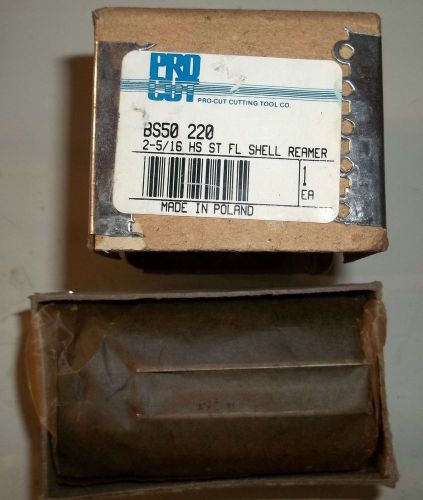 PRO
CUT
PRO-CUT CUTTING TOOL CO.
BS50 220
2-5/16 HS ST FL SHELL REAMER
1
EA
MADE IN POLAND